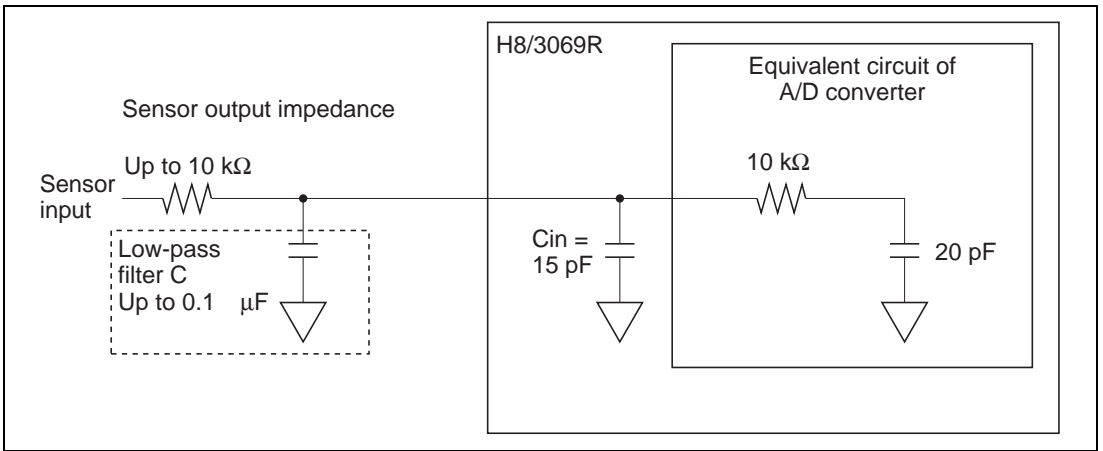 H8/3069R
Equivalent circuit of
A/D converter
Sensor output impedance
Up to 10 kΩ
10 kΩ
Sensor
input
Low-pass
filter C
Up to 0.1 μF
Cin =
15 pF
20 pF